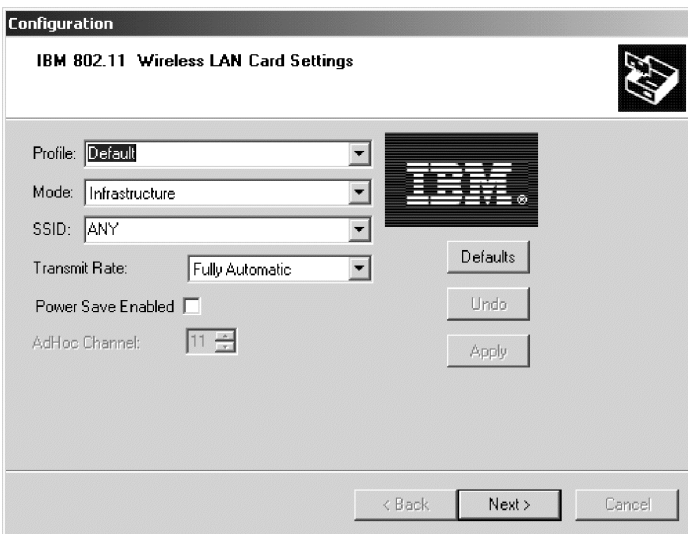 Configuration
IBM 802.11 Wireless LAN Card Settings
Profile: Default
IBM®
Mode: Infrastructure
SSID: ANY
Transmit Rate: Fully Automatic
Defaults
Power Save Enabled
Undo
AdHoc Channel: 11
Apply
< Back
Next >
Cancel